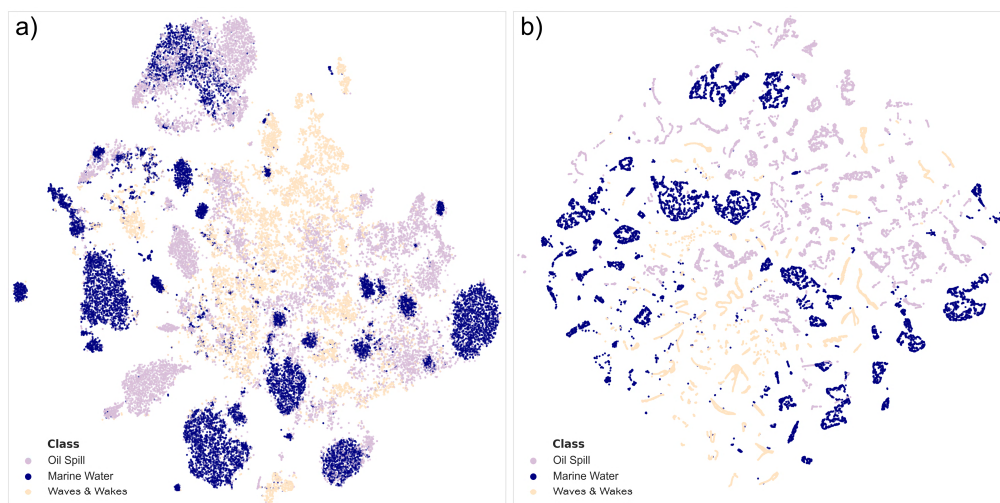 a)
b)
Class
Oil Spill
Marine Water
Waves & Wakes
Class
Oil Spill
Marine Water
Waves & Wakes